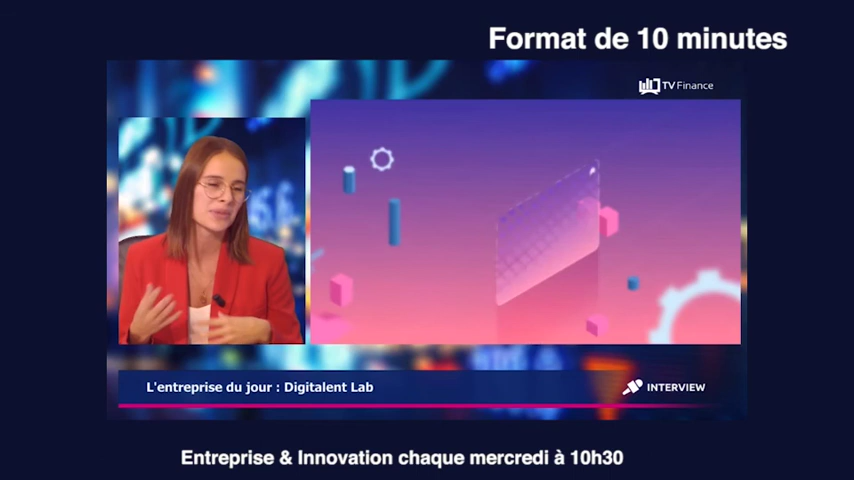 Format de 10 minutes
TV Finance
L'entreprise du jour : Digitalent Lab
INTERVIEW
Entreprise & Innovation chaque mercredi à 10h30